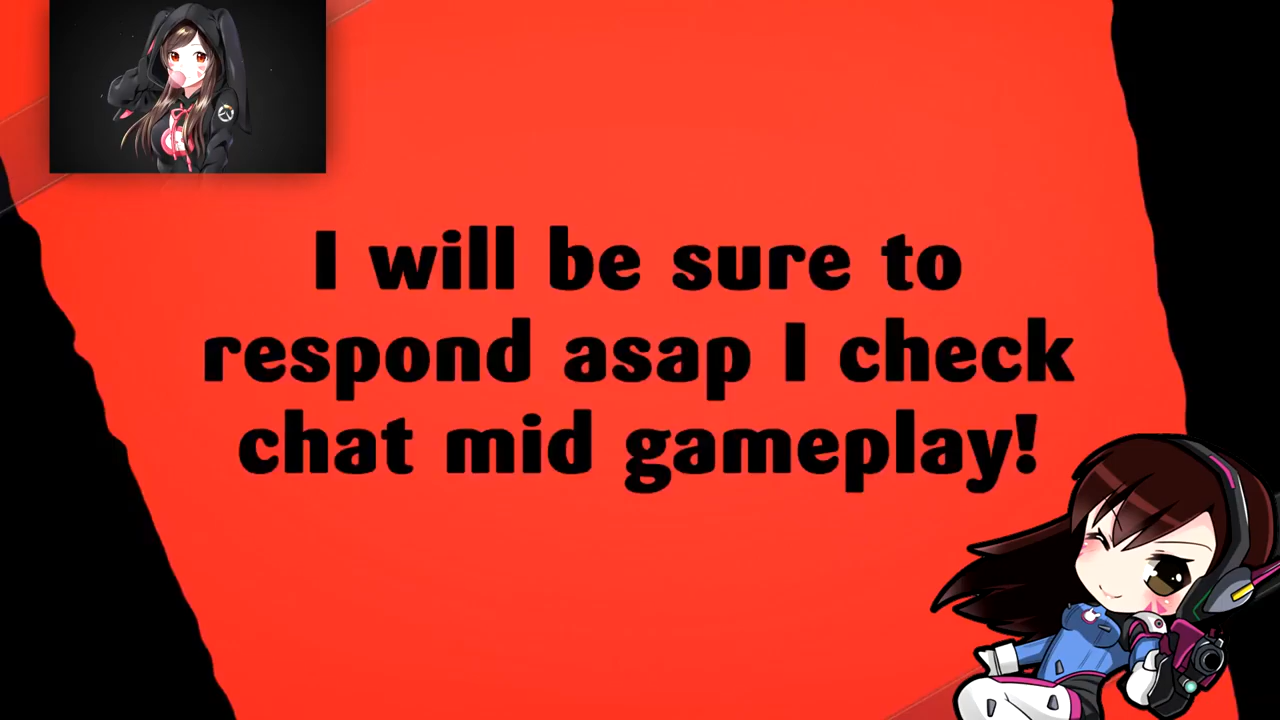 I will be sure to
respond asap I check
chat mid gameplay!